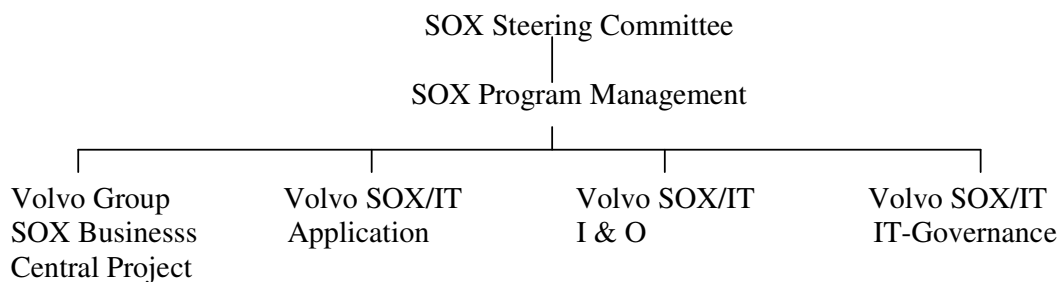 SOX Steering Committee
SOX Program Management
Volvo Group
SOX Businesss
Central Project
Volvo SOX/IT
Application
Volvo SOX/IT
I & O
Volvo SOX/IT
IT-Governance